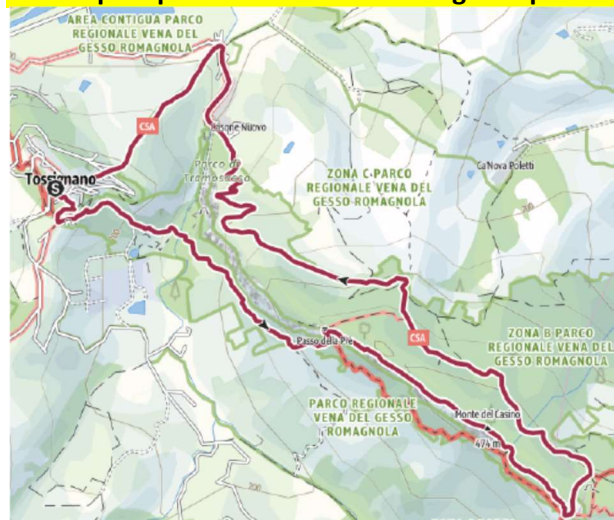 AREA CONTIGUA PARCO
REGIONALE VENA DEL
GESSO ROMAGNOLA
CSA
Tossignano
S
ZONA C-PARCO
REGIONALE VENA DEL
GESSO ROMAGNOLA
Ca'Nova Poletti
Passo della Prè
CSA
ZONA B-PARCO
REGIONALE VENA DEL
GESSO ROMAGNOLA
PARCO REGIONALE
VENA DEL GESSO
ROMAGNOLA
Monte del Casino
474 m